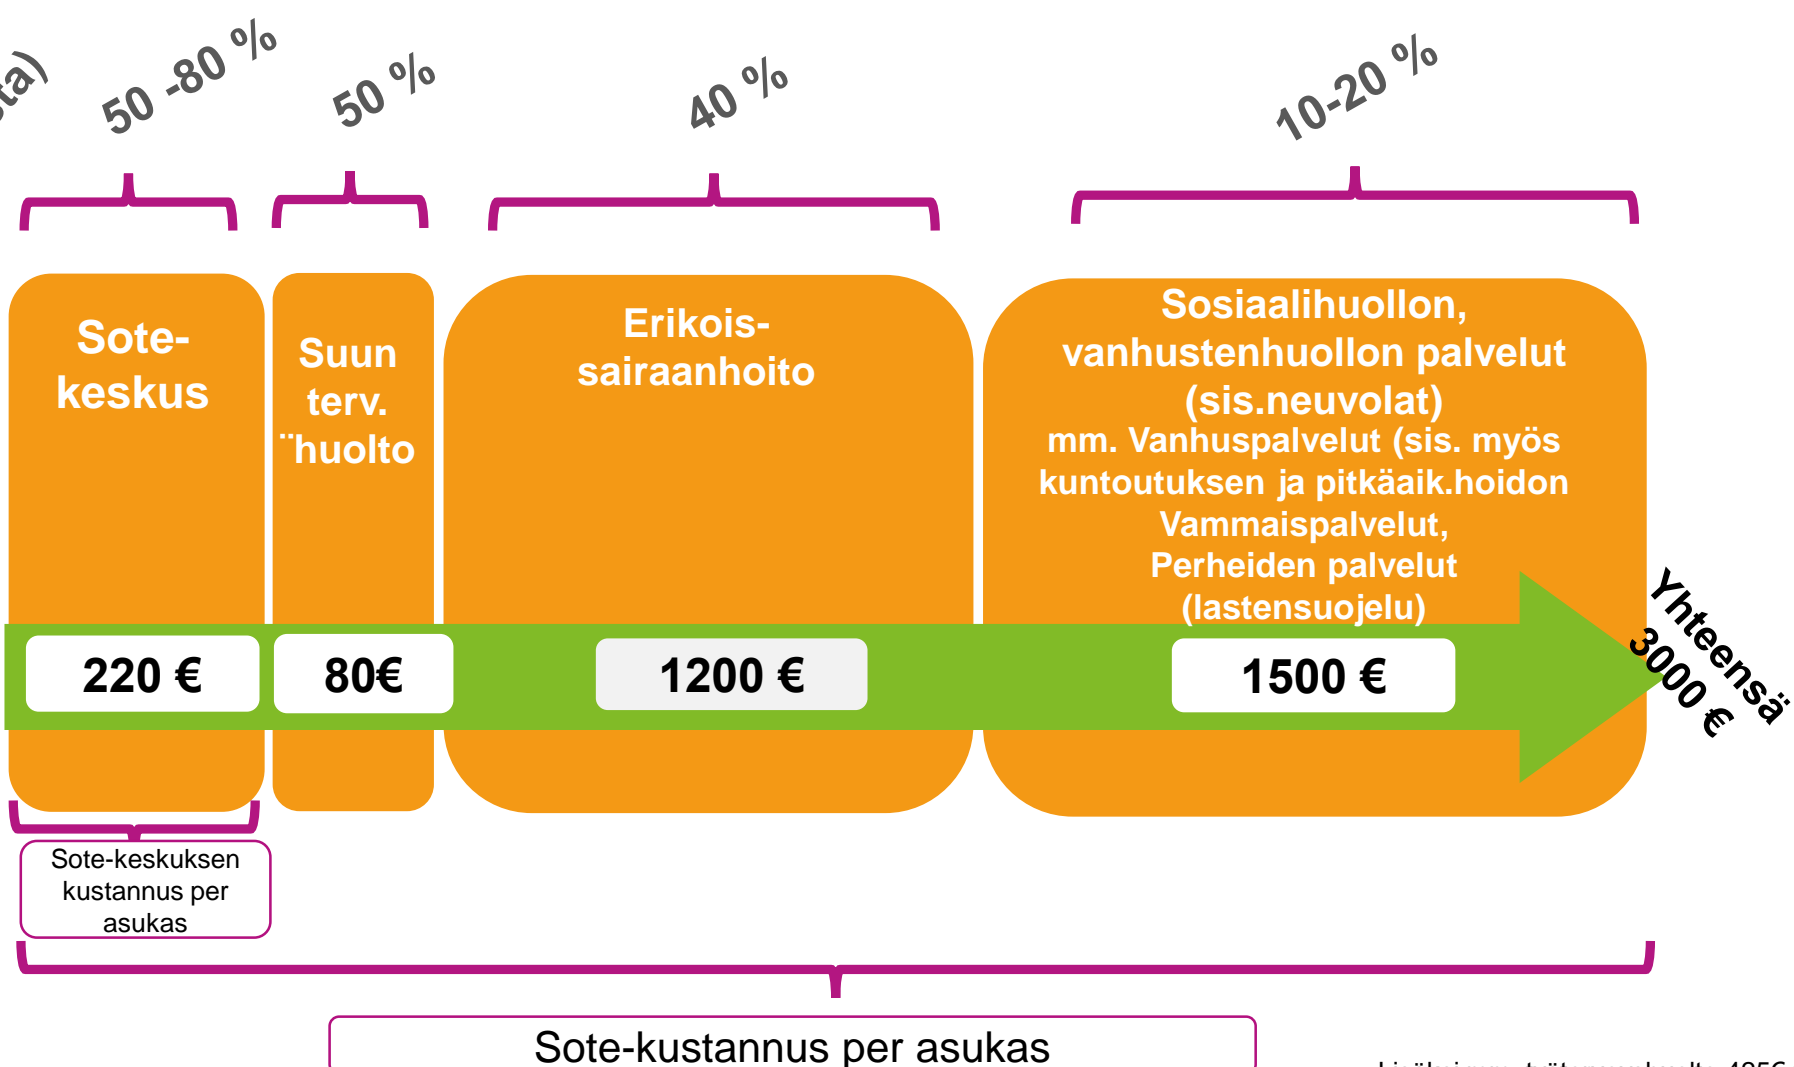 50 -80 %
50 %
40 %
10-20 %
Sote-
keskus
Suun
terv.
¨huolto
Erikois-
sairaanhoito
Sosiaalihuollon,
vanhustenhuollon palvelut
(sis.neuvolat)
mm. Vanhuspalvelut (sis. myös
kuntoutuksen ja pitkäaik.hoidon
Vammaispalvelut,
Perheiden palvelut
(lastensuojelu)
220 €
80€
1200 €
1500 €
Yhteensä
3000 €
Sote-keskuksen
kustannus per
asukas
Sote-kustannus per asukas